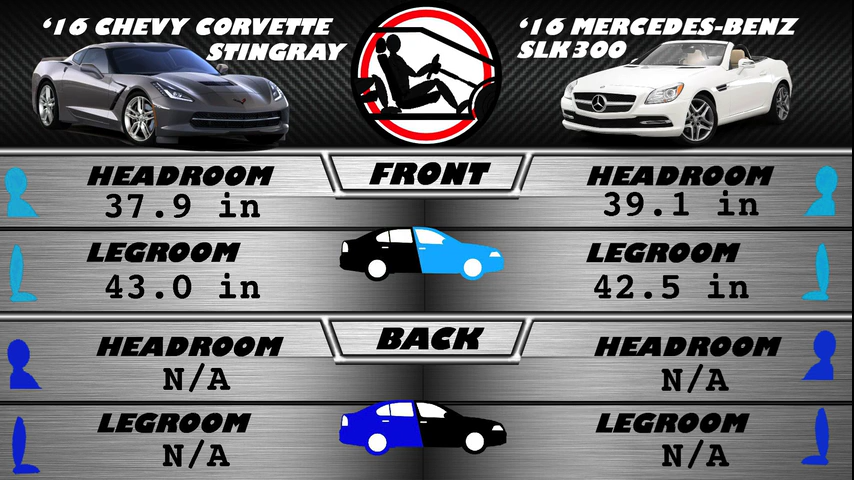 ‘16 CHEVY CORVETTE
STINGRAY
‘16 MERCEDES-BENZ
SLK300
FRONT
HEADROOM
37.9 in
HEADROOM
39.1 in
LEGROOM
43.0 in
LEGROOM
42.5 in
BACK
HEADROOM
N/A
HEADROOM
N/A
LEGROOM
N/A
LEGROOM
N/A